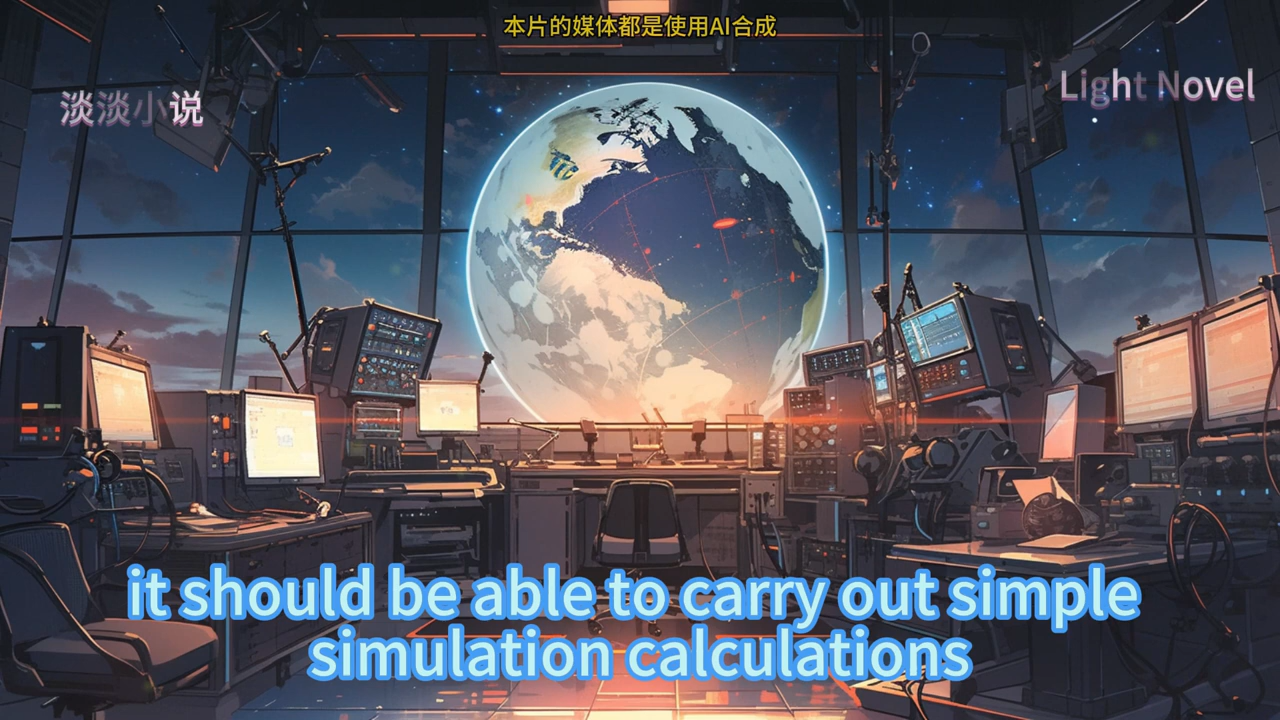 本片的媒体都是使用AI合成
淡淡小说
Light Novel
it should be able to carry out simple
simulation calculations